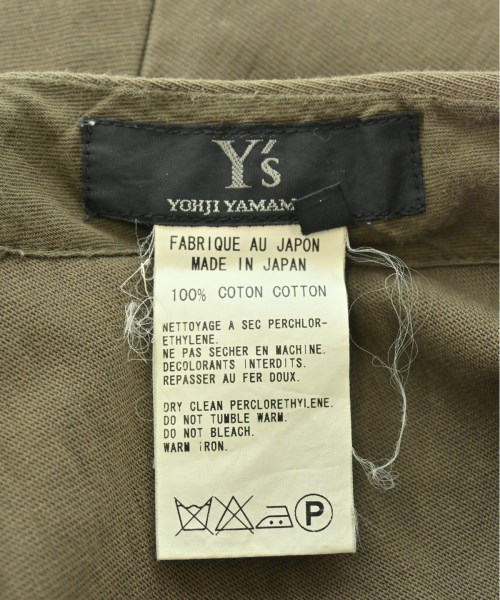 Y's
YOHJI YAMAM
FABRIQUE AU JAPON
MADE IN JAPAN
100% COTON COTTON
NETTOYAGE A SEC PERCHLOR-
ETHYLENE.
NE PAS SECHER EN MACHINE.
DECOLORANTS INTERDITS.
REPASSER AU FER DOUX.
DRY CLEAN PERCLORETHYLENE.
DO NOT TUMBLE WARM.
DO NOT BLEACH.
WARM IRON.
P